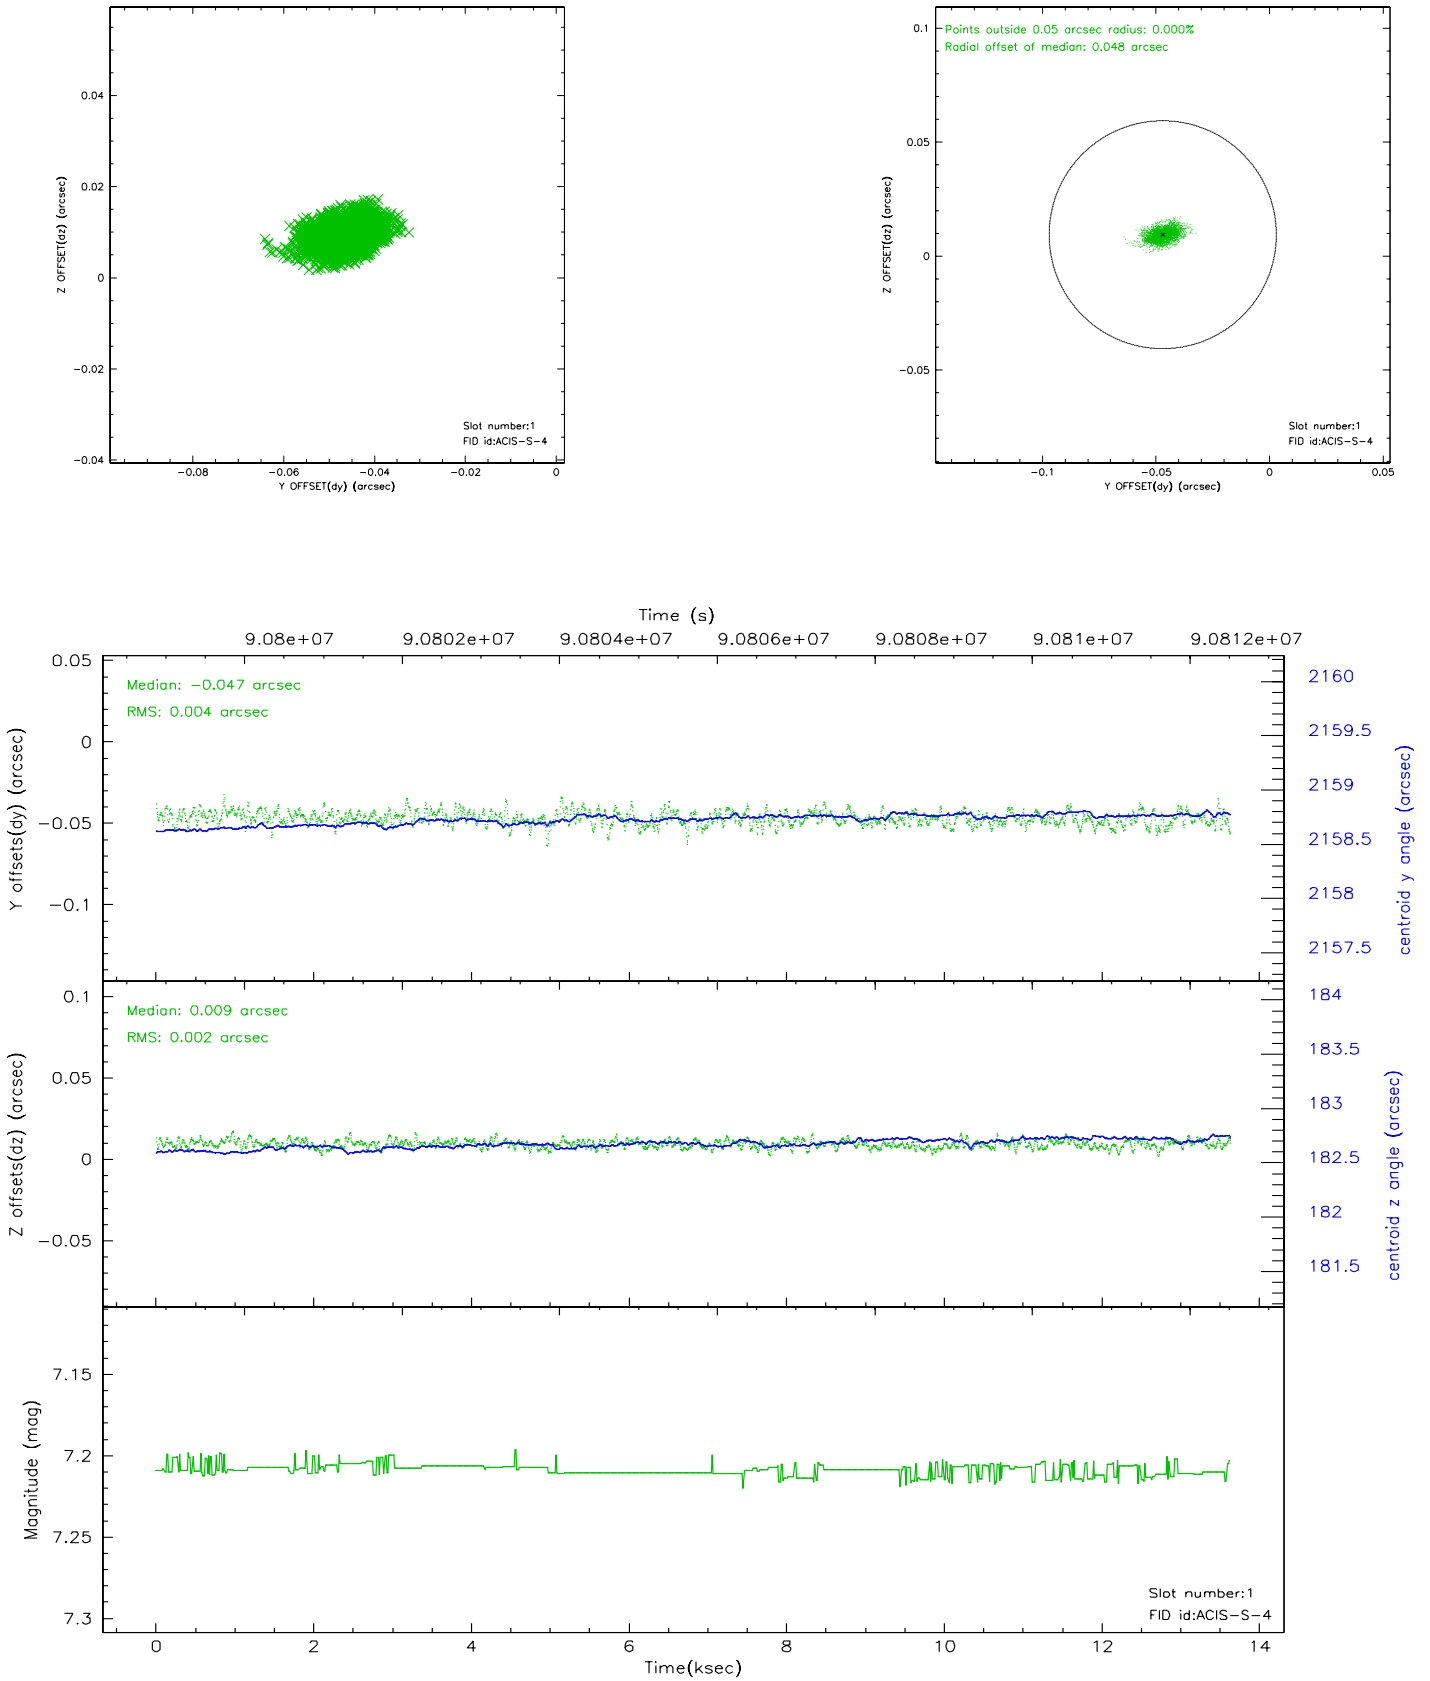 0.04
0.02
0
−0.02
−0.04
Z OFFSET(dz) (arcsec)
−0.08 −0.06 −0.04 −0.02 0
Y OFFSET(dy) (arcsec)
Slot number:1
FID id:ACIS−S−4
Points outside 0.05 arcsec radius: 0.000%
Radial offset of median: 0.048 arcsec
0.1
0.05
0
−0.05
Z OFFSET(dz) (arcsec)
−0.1 −0.05 0 0.05
Y OFFSET(dy) (arcsec)
Slot number:1
FID id:ACIS−S−4
Time (s)
9.08e+07 9.0802e+07 9.0804e+07 9.0806e+07 9.0808e+07 9.081e+07 9.0812e+07
Median: −0.047 arcsec
RMS: 0.004 arcsec
0.05
0
−0.05
−0.1
Y offsets(dy) (arcsec)
2160
2159.5
2159
2158.5
2158
2157.5
centroid y angle (arcsec)
Median: 0.009 arcsec
RMS: 0.002 arcsec
0.1
0.05
0
−0.05
Z offsets(dz) (arcsec)
184
183.5
183
182.5
182
181.5
centroid z angle (arcsec)
7.15
7.2
7.25
7.3
Magnitude (mag)
Slot number:1
FID id:ACIS−S−4
0 2 4 6 8 10 12 14
Time(ksec)